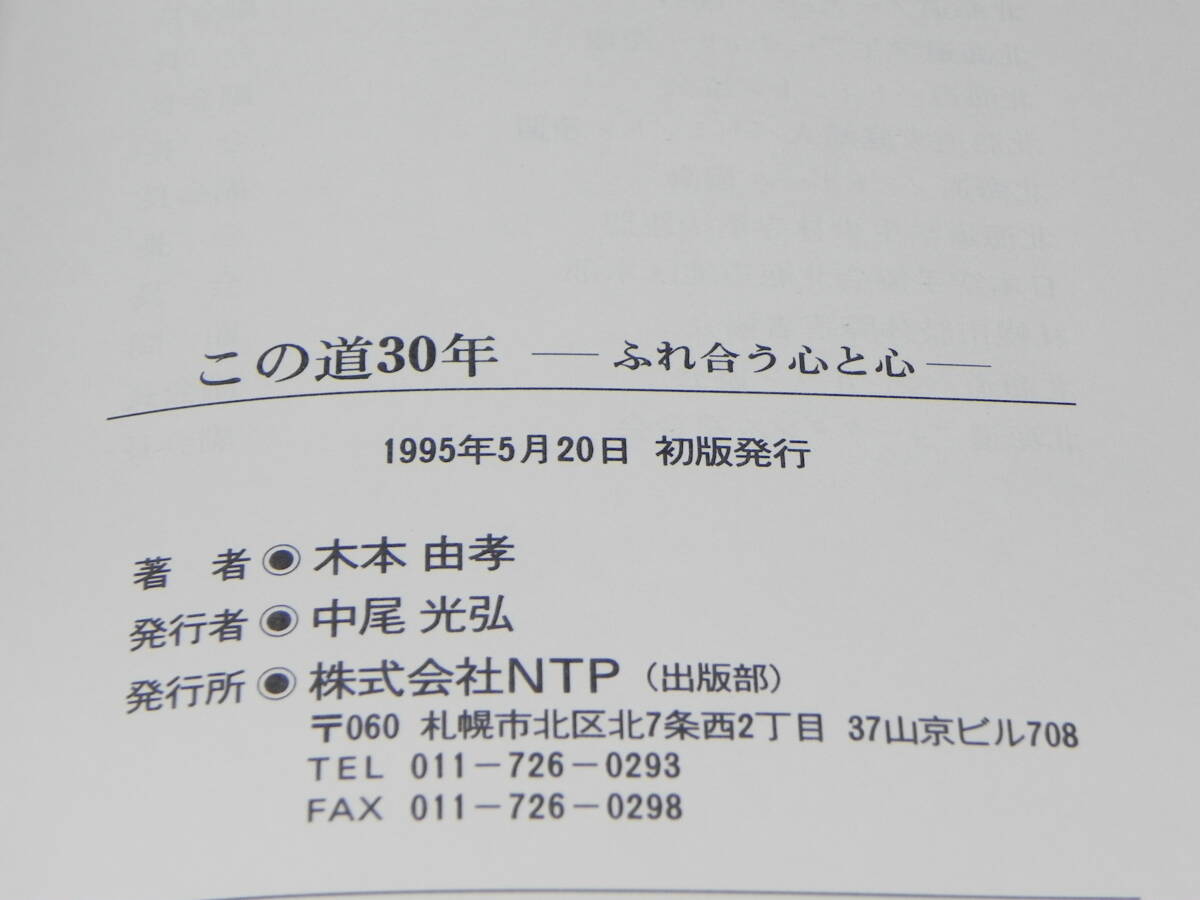 この道30年 ―ふれ合う心と心―
1995年5月20日 初版発行
著 者◉木本 由孝
発行者◉中尾 光弘
発行所◉株式会社NTP（出版部）
〒060 札幌市北区北7条西2丁目 37山京ビル708
TEL 011－726－0293
FAX 011－726－0298